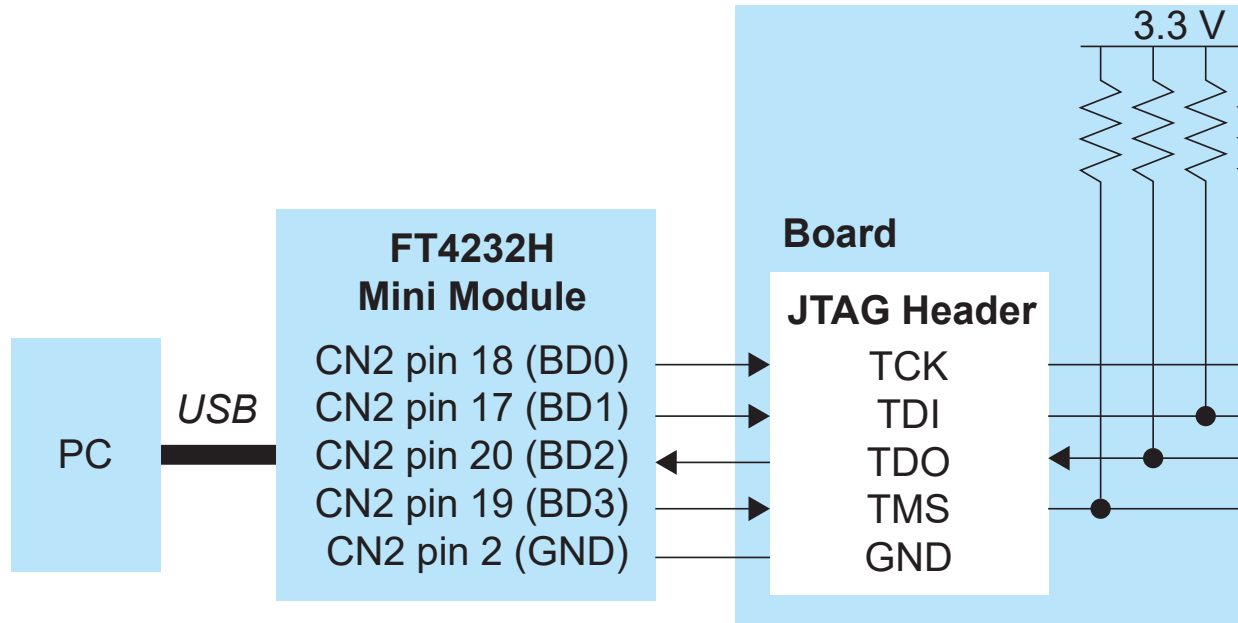 3.3 V
Board
FT4232H
Mini Module
JTAG Header
CN2 pin 18 (BD0)
TCK
CN2 pin 17 (BD1)
TDI
USB
PC
CN2 pin 20 (BD2)
TDO
CN2 pin 19 (BD3)
TMS
CN2 pin 2 (GND)
GND